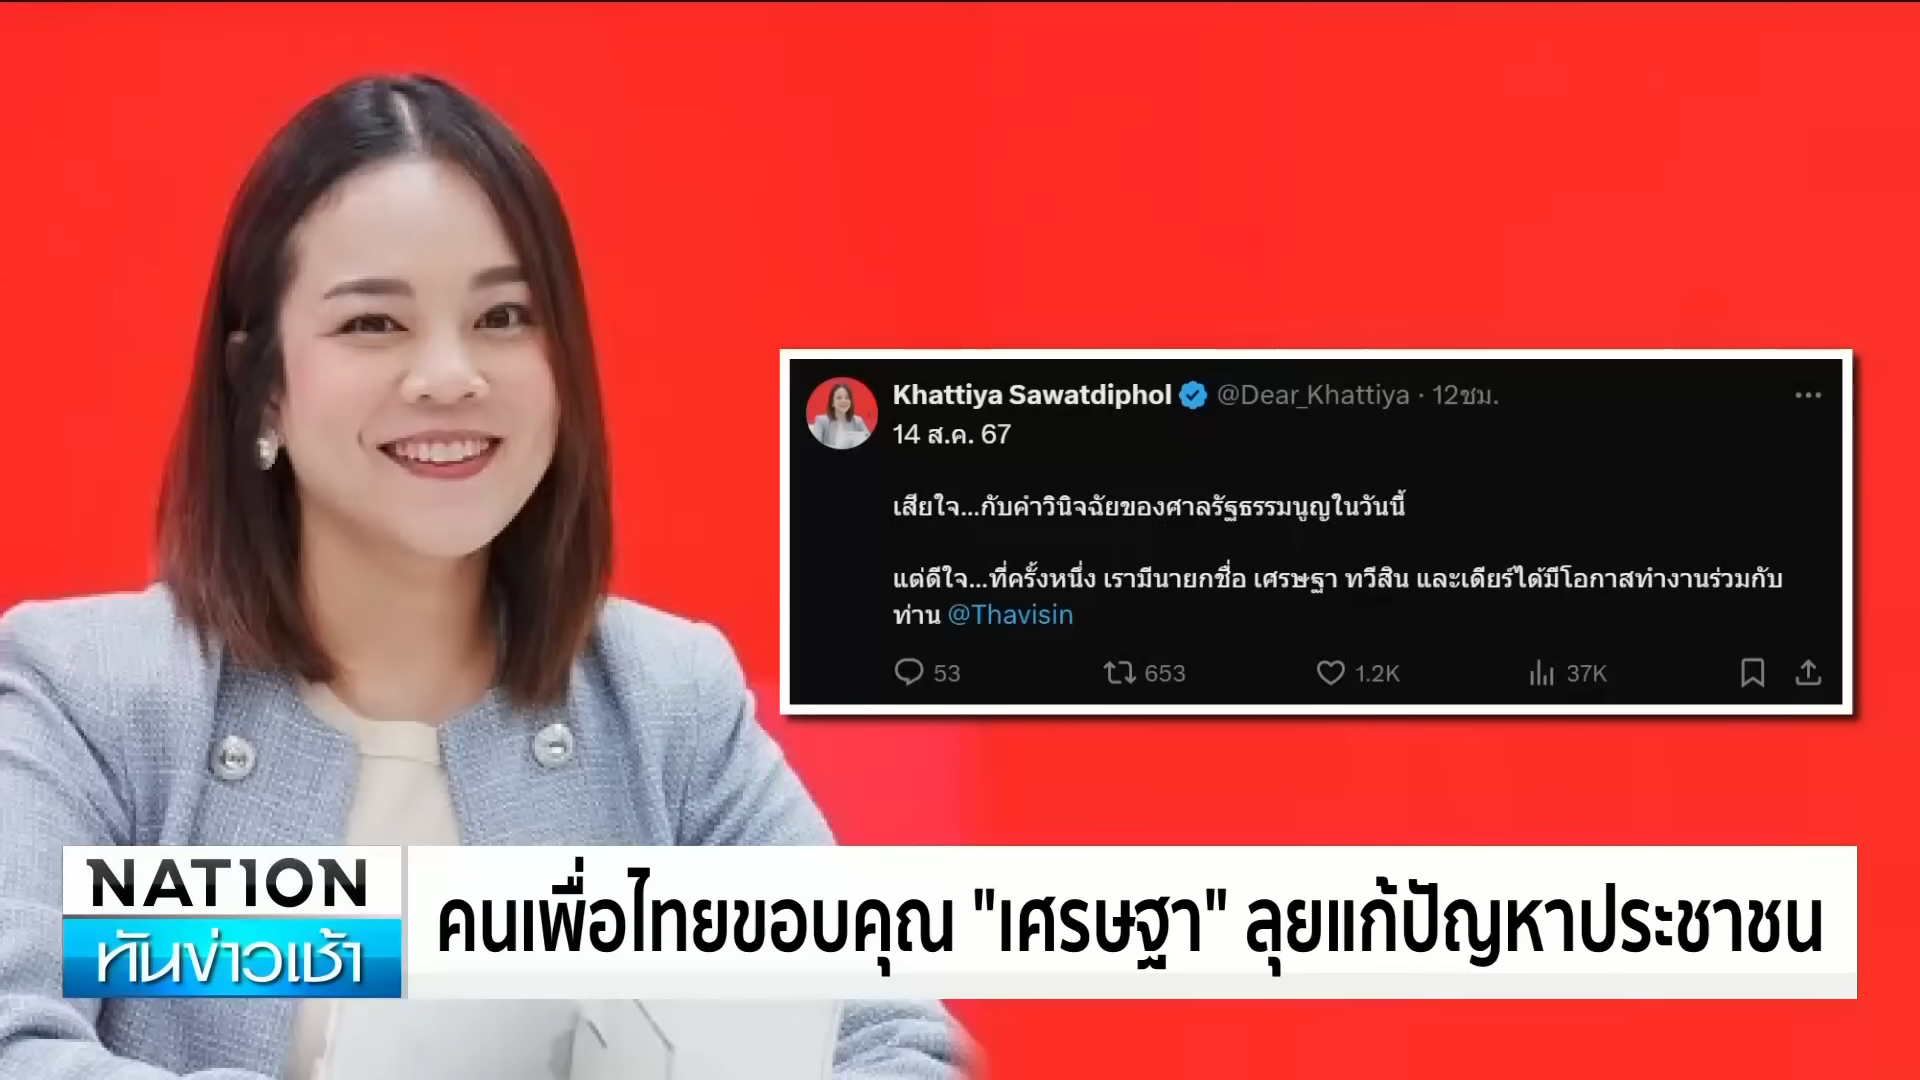 Khattiya Sawatdiphol @Dear_Khattiya · 12ชม.
14 ส.ค. 67
เสียใจ...กับคำวินิจฉัยของศาลรัฐธรรมนูญในวันนี้
แต่ดีใจ...ที่ครั้งหนึ่ง เรามีนายกชื่อ เศรษฐา ทวีสิน และเดียร์ได้มีโอกาสทำงานร่วมกับ
ท่าน @Thavisin
53 653 1.2K 37K
NATION
ทันข่าวเช้า
คนเพื่อไทยขอบคุณ "เศรษฐา" ลุยแก้ปัญหาประชาชน